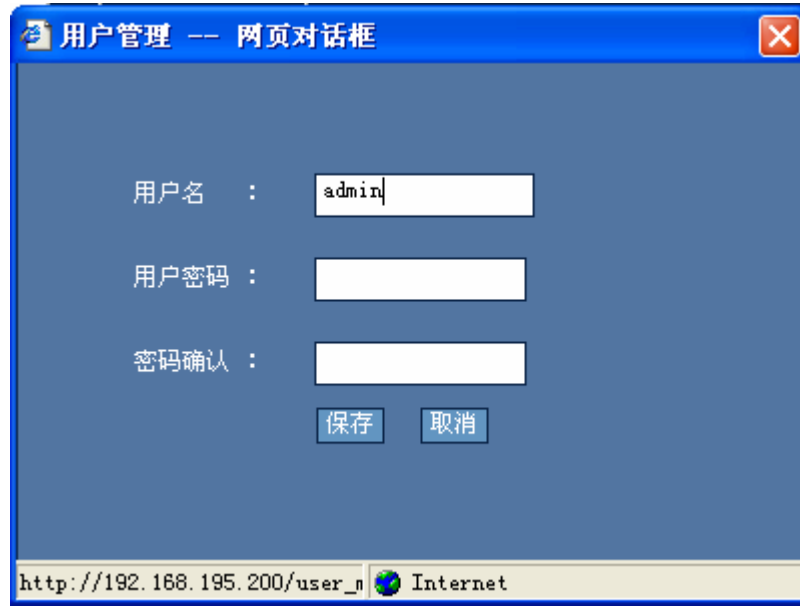 用户管理 -- 网页对话框
用户名 : admin
用户密码 :
密码确认 :
保存 取消
http://192.168.195.200/user_ Internet